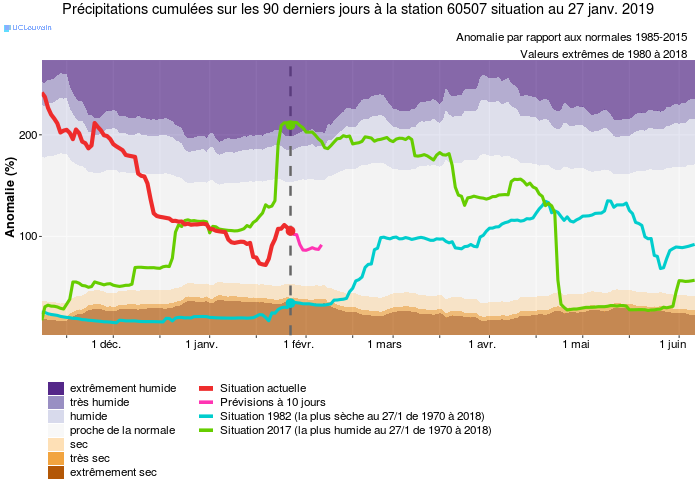 Précipitations cumulées sur les 90 derniers jours à la station 60507 situation au 27 janv. 2019
UCLouvain
Anomalie par rapport aux normales 1985-2015
Valeurs extrêmes de 1980 à 2018
Anomalie (%)
200
100
1 déc.
1 janv.
1 févr.
1 mars
1 avr.
1 mai
1 juin
extrêmement humide
très humide
humide
proche de la normale
sec
très sec
extrêmement sec
Situation actuelle
Prévisions à 10 jours
Situation 1982 (la plus sèche au 27/1 de 1970 à 2018)
Situation 2017 (la plus humide au 27/1 de 1970 à 2018)